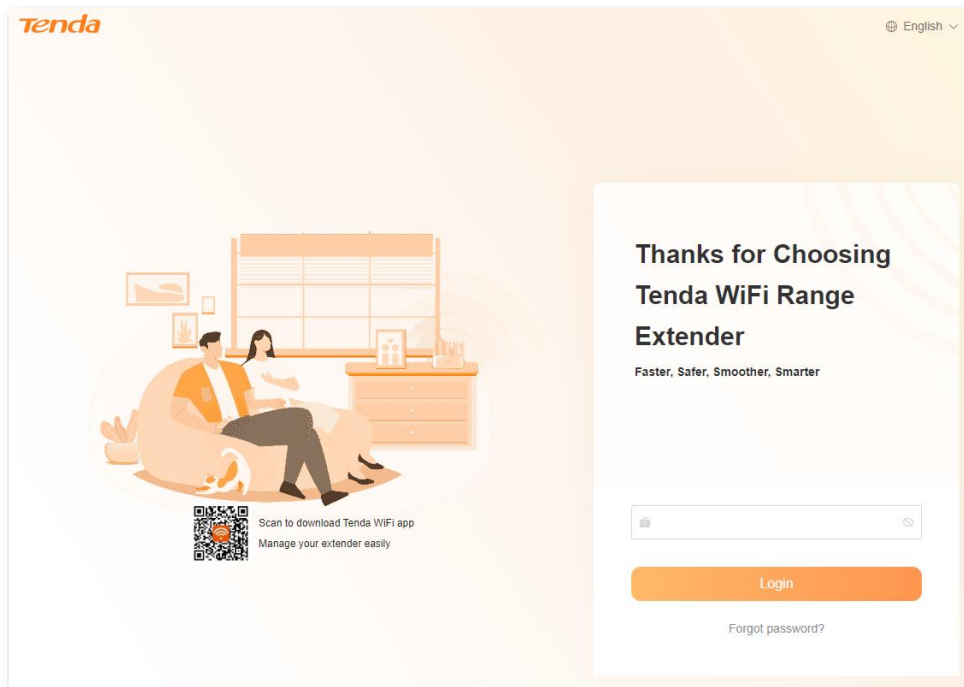 Tenda
English
Thanks for Choosing
Tenda WiFi Range
Extender
Faster, Safer, Smoother, Smarter
Scan to download Tenda WiFi app
Manage your extender easily
Login
Forgot password?